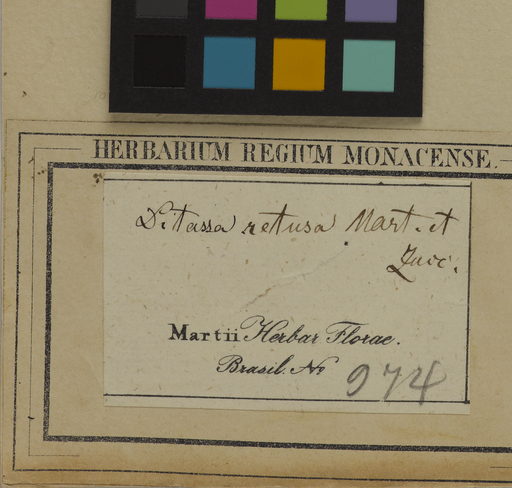 HERBARIUM REGIUM MONACENSE.
Ditassa retusa Mart. et
Zucc.
Martii Herbar Florae.
Brasil. No 974